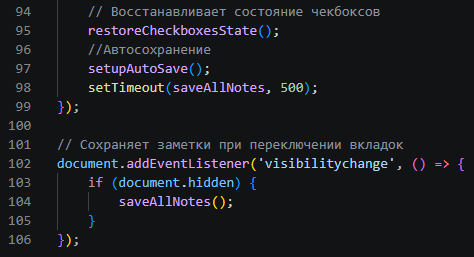 94 // Восстанавливает состояние чекбоксов
95 restoreCheckboxesState();
96 //Автосохранение
97 setupAutoSave();
98 setTimeout(saveAllNotes, 500);
99 });
100
101 // Сохраняет заметки при переключении вкладок
102 document.addEventListener('visibilitychange', () => {
103 if (document.hidden) {
104 saveAllNotes();
105 }
106 });